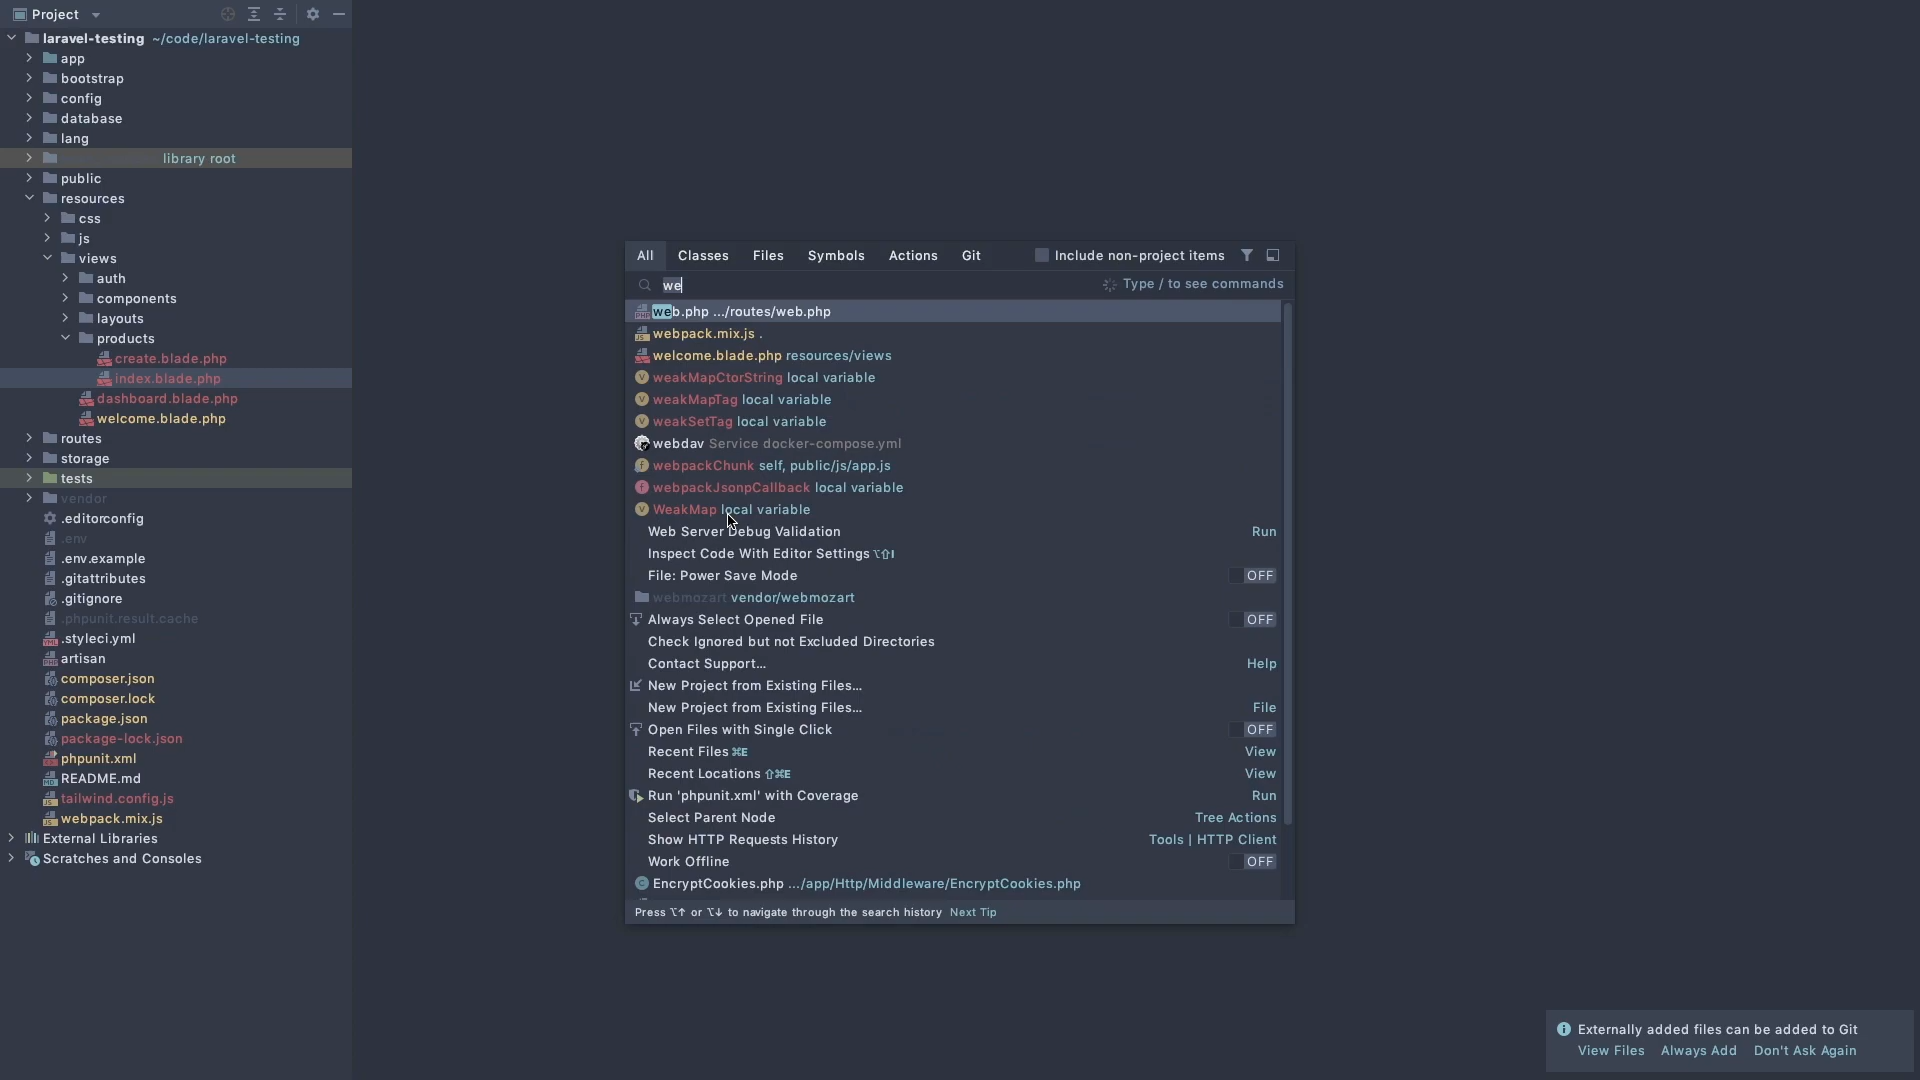 Project
laravel-testing ~/code/laravel-testing
app
bootstrap
config
database
lang
library root
public
resources
css
js
views
auth
components
layouts
products
create.blade.php
index.blade.php
dashboard.blade.php
welcome.blade.php
routes
storage
tests
vendor
.editorconfig
.env
.env.example
.gitattributes
.gitignore
.phpunit.result.cache
.styleci.yml
artisan
composer.json
composer.lock
package.json
package-lock.json
phpunit.xml
README.md
tailwind.config.js
webpack.mix.js
External Libraries
Scratches and Consoles
All Classes Files Symbols Actions Git Include non-project items
we Type / to see commands
web.php .../routes/web.php
webpack.mix.js .
welcome.blade.php resources/views
weakMapCtorString local variable
weakMapTag local variable
weakSetTag local variable
webdav Service docker-compose.yml
webpackChunk self, public/js/app.js
webpackJsonpCallback local variable
WeakMap local variable
Web Server Debug Validation Run
Inspect Code With Editor Settings ⌥⇧I
File: Power Save Mode OFF
webmozart vendor/webmozart
Always Select Opened File OFF
Check Ignored but not Excluded Directories
Contact Support... Help
New Project from Existing Files...
New Project from Existing Files... File
Open Files with Single Click OFF
Recent Files ⌘E View
Recent Locations ⇧⌘E View
Run 'phpunit.xml' with Coverage Run
Select Parent Node Tree Actions
Show HTTP Requests History Tools | HTTP Client
Work Offline OFF
EncryptCookies.php .../app/Http/Middleware/EncryptCookies.php
Press ⌥↑ or ⌥↓ to navigate through the search history Next Tip
Externally added files can be added to Git
View Files Always Add Don't Ask Again